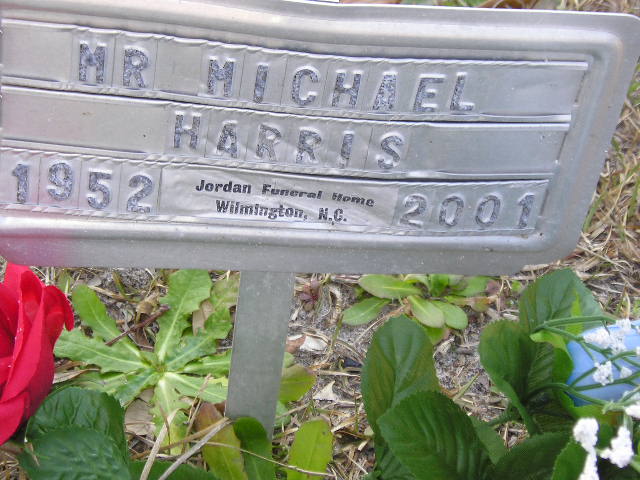 MR MICHAEL
HARRIS
1952 Jordan Funeral Home 2001
Wilmington, N.C.